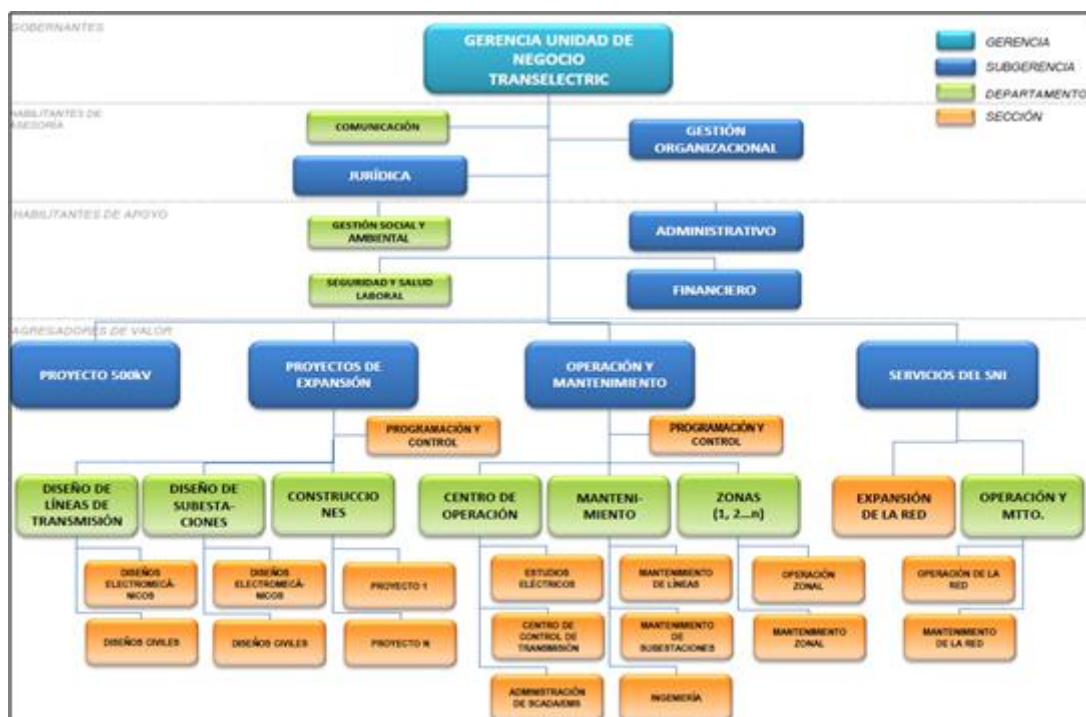 GOBERNANTES
GERENCIA UNIDAD DE
NEGOCIO
TRANSELECTRIC
GERENCIA
SUBGERENCIA
DEPARTAMENTO
SECCIÓN
HABILITANTES DE
ASESORÍA
COMUNICACIÓN
GESTIÓN
ORGANIZACIONAL
JURÍDICA
HABILITANTES DE APOYO
GESTIÓN SOCIAL Y
AMBIENTAL
ADMINISTRATIVO
SEGURIDAD Y SALUD
LABORAL
FINANCIERO
AGREGADORES DE VALOR
PROYECTO 500kV
PROYECTOS DE
EXPANSIÓN
OPERACIÓN Y
MANTENIMIENTO
SERVICIOS DEL SNI
PROGRAMACIÓN Y
CONTROL
PROGRAMACIÓN Y
CONTROL
DISEÑO DE
LÍNEAS DE
TRANSMISIÓN
DISEÑO DE
SUBESTA-
CIONES
CONSTRUCCIO
NES
CENTRO DE
OPERACIÓN
MANTENI-
MIENTO
ZONAS
(1, 2...n)
EXPANSIÓN
DE LA RED
OPERACIÓN Y
MTTO.
DISEÑOS
ELECTROMECÁ-
NICOS
DISEÑOS
ELECTROMECÁ-
NICOS
PROYECTO 1
ESTUDIOS
ELÉCTRICOS
MANTENIMIENTO
DE LÍNEAS
OPERACIÓN
ZONAL
OPERACIÓN DE LA
RED
DISEÑOS CIVILES
DISEÑOS CIVILES
PROYECTO N
CENTRO DE
CONTROL DE
TRANSMISIÓN
MANTENIMIENTO
DE
SUBESTACIONES
MANTENIMIENTO
ZONAL
MANTENIMIENTO
DE LA RED
ADMINISTRACIÓN
DE SCADA/EMS
INGENIERÍA